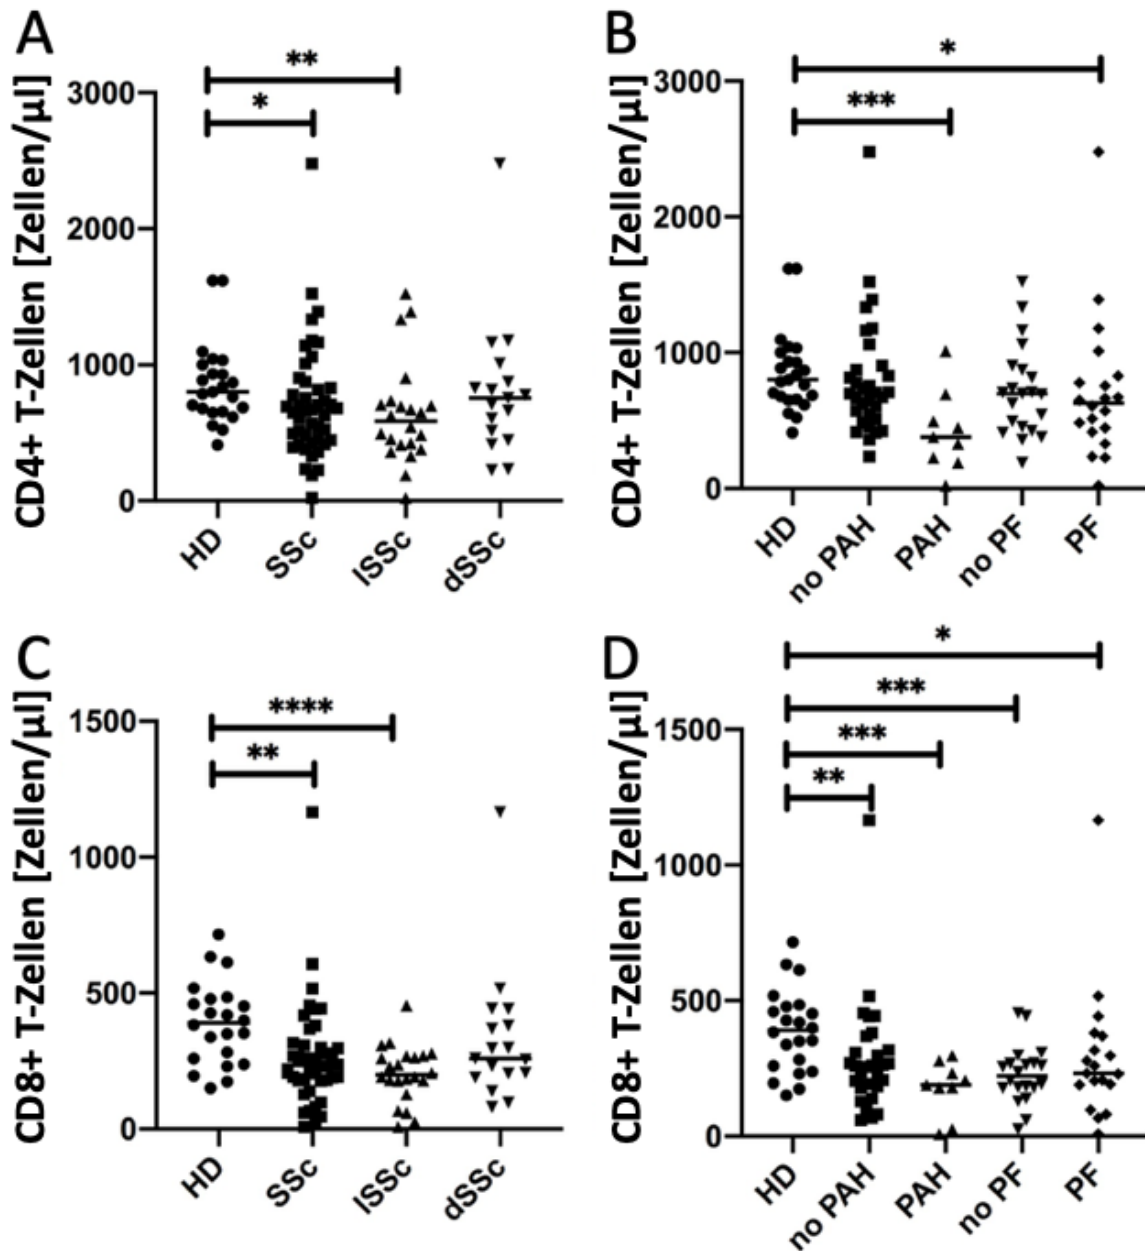 A
CD4+ T-Zellen [Zellen/µl]
3000
2000
1000
0
**
*
HD
SSc
lSSc
dSSc
B
CD4+ T-Zellen [Zellen/µl]
3000
2000
1000
0
*
***
HD
no PAH
PAH
no PF
PF
C
CD8+ T-Zellen [Zellen/µl]
1500
1000
500
0
****
**
HD
SSc
lSSc
dSSc
D
CD8+ T-Zellen [Zellen/µl]
1500
1000
500
0
*
***
***
**
HD
no PAH
PAH
no PF
PF